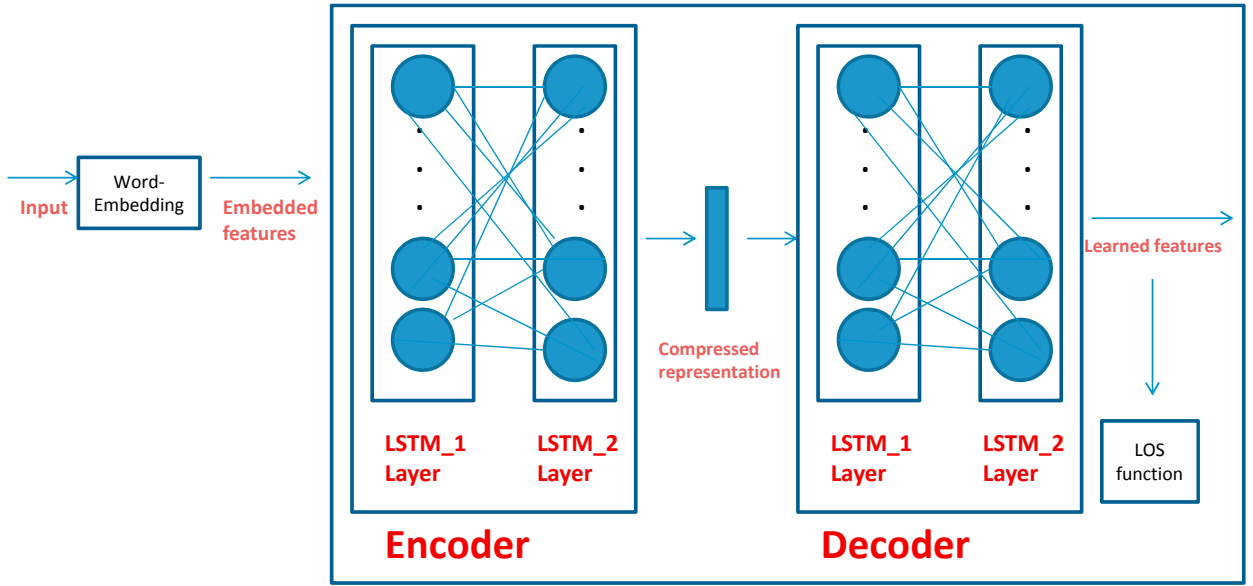 Input
Word-
Embedding
Embedded
features
LSTM_1
Layer
LSTM_2
Layer
Encoder
Compressed
representation
LSTM_1
Layer
LSTM_2
Layer
Decoder
Learned features
LOS
function